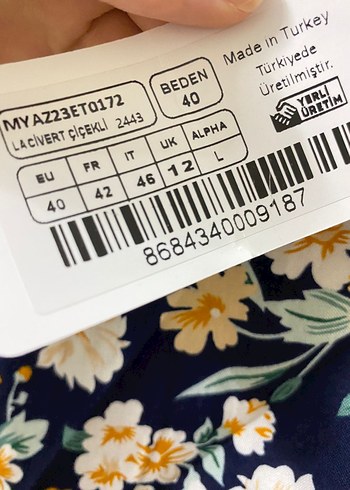 Made in Turkey
Türkiyede
Üretilmiştir.
YERLİ
ÜRETİM
MYAZ23ET0172
LACİVERT ÇİÇEKLİ 2443
BEDEN
40
EU FR IT UK ALPHA
40 42 46 12 L
8684340009187